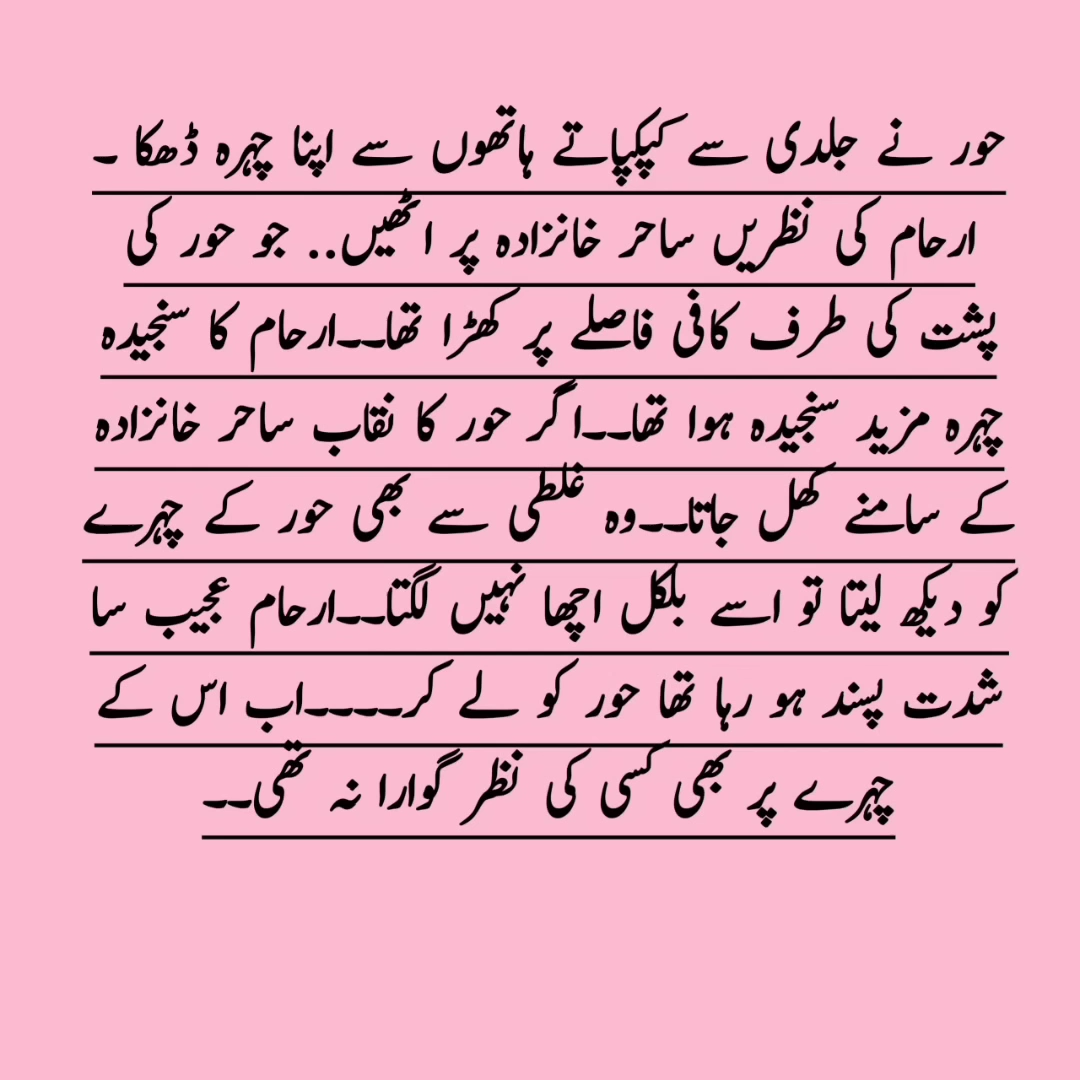 حور نے جلدی سے کپکپاتے ہاتھوں سے اپنا چہرہ ڈھکا ۔
ارحام کی نظریں ساحر خانزادہ پر اٹھیں.. جو حور کی
پشت کی طرف کافی فاصلے پر کھڑا تھا۔۔ارحام کا سنجیدہ
چہرہ مزید سنجیدہ ہوا تھا۔۔اگر حور کا نقاب ساحر خانزادہ
کے سامنے کھل جاتا۔۔وہ غلطی سے بھی حور کے چہرے
کو دیکھ لیتا تو اسے بلکل اچھا نہیں لگتا۔۔ارحام عجیب سا
شدت پسند ہو رہا تھا حور کو لے کر۔۔۔۔اب اس کے
چہرے پر بھی کسی کی نظر گوارا نہ تھی۔۔